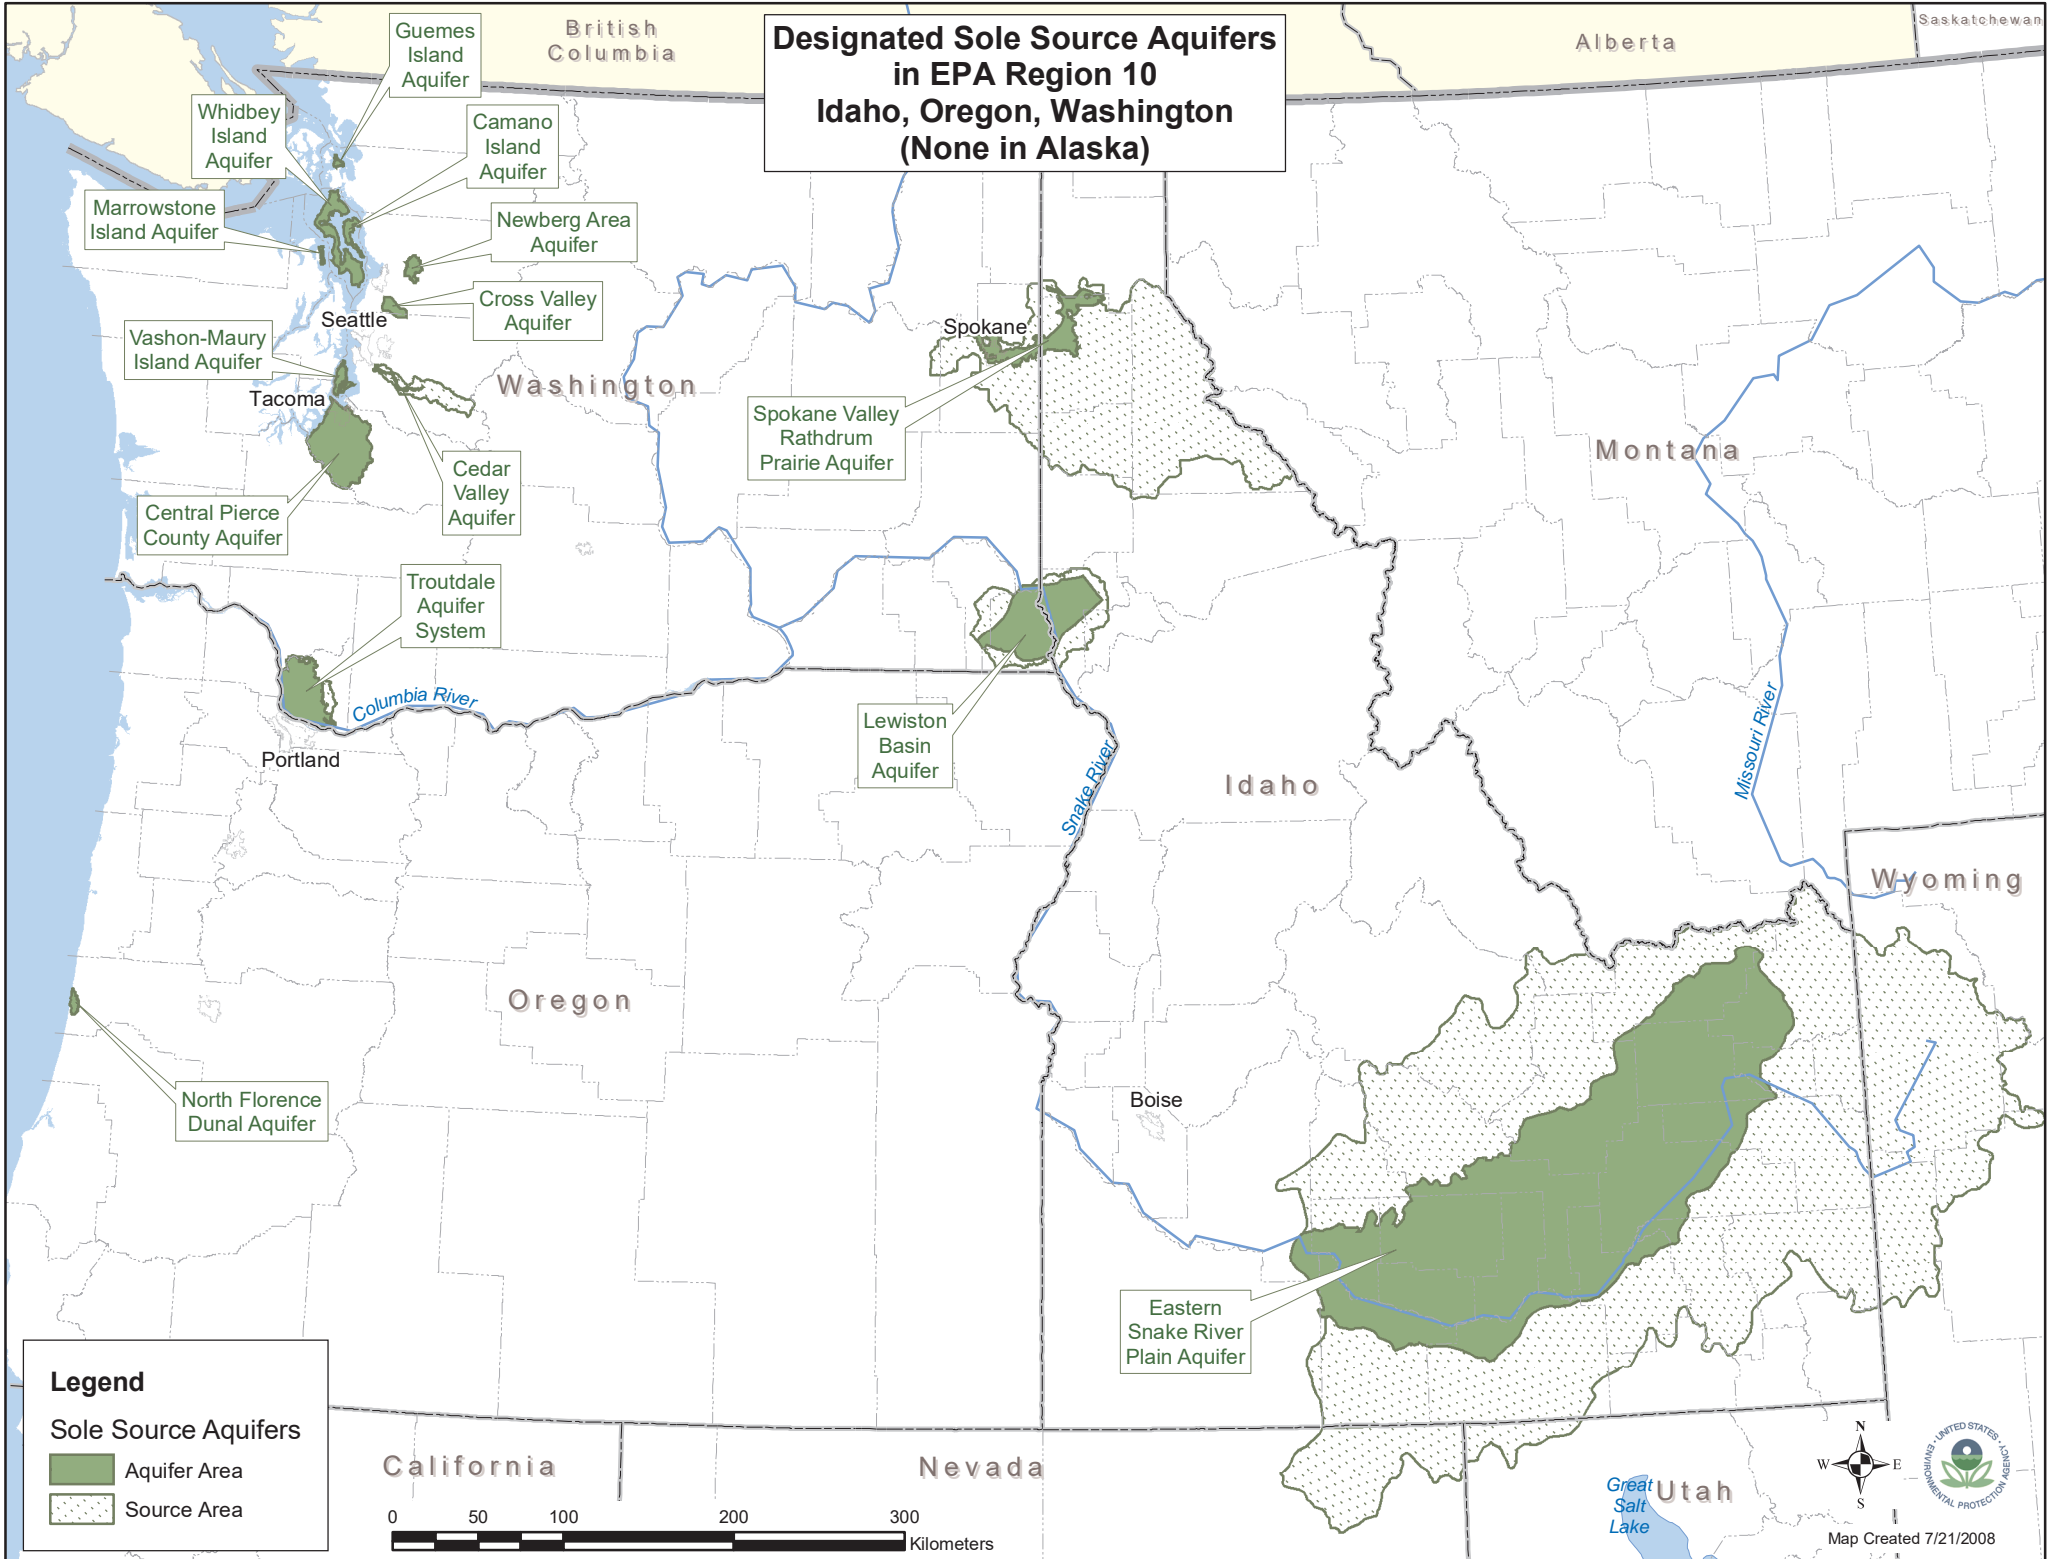 Designated Sole Source Aquifers
in EPA Region 10
Idaho, Oregon, Washington
(None in Alaska)
British
Columbia
Alberta
Saskatchewan
Guemes
Island
Aquifer
Whidbey
Island
Aquifer
Camano
Island
Aquifer
Marrowstone
Island Aquifer
Newberg Area
Aquifer
Cross Valley
Aquifer
Seattle
Vashon-Maury
Island Aquifer
Tacoma
Washington
Spokane
Spokane Valley
Rathdrum
Prairie Aquifer
Montana
Cedar
Valley
Aquifer
Central Pierce
County Aquifer
Troutdale
Aquifer
System
Columbia River
Portland
Lewiston
Basin
Aquifer
Snake River
Idaho
Missouri River
Wyoming
Oregon
North Florence
Dunal Aquifer
Boise
Eastern
Snake River
Plain Aquifer
Legend
Sole Source Aquifers
Aquifer Area
Source Area
California
Nevada
Utah
Great
Salt
Lake
0 50 100 200 300
Kilometers
N
W E
S
UNITED STATES
ENVIRONMENTAL PROTECTION AGENCY
Map Created 7/21/2008